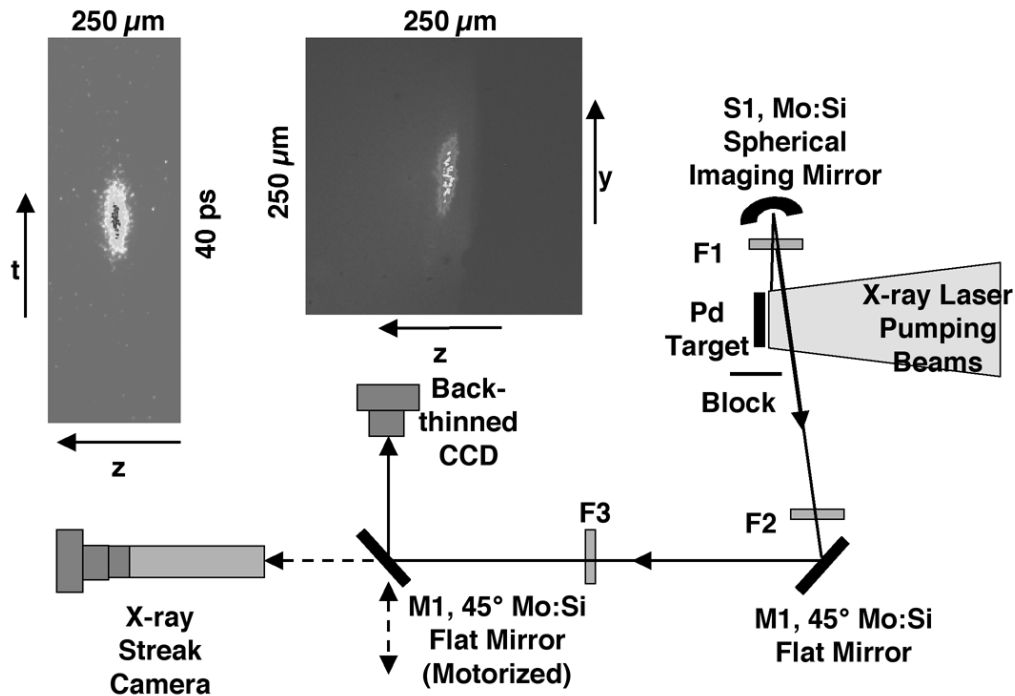 250 µm
250 µm
t
40 ps
z
250 µm
y
z
S1, Mo:Si
Spherical
Imaging Mirror
F1
Pd
Target
X-ray Laser
Pumping
Beams
Block
Back-
thinned
CCD
F3
F2
X-ray
Streak
Camera
M1, 45° Mo:Si
Flat Mirror
(Motorized)
M1, 45° Mo:Si
Flat Mirror